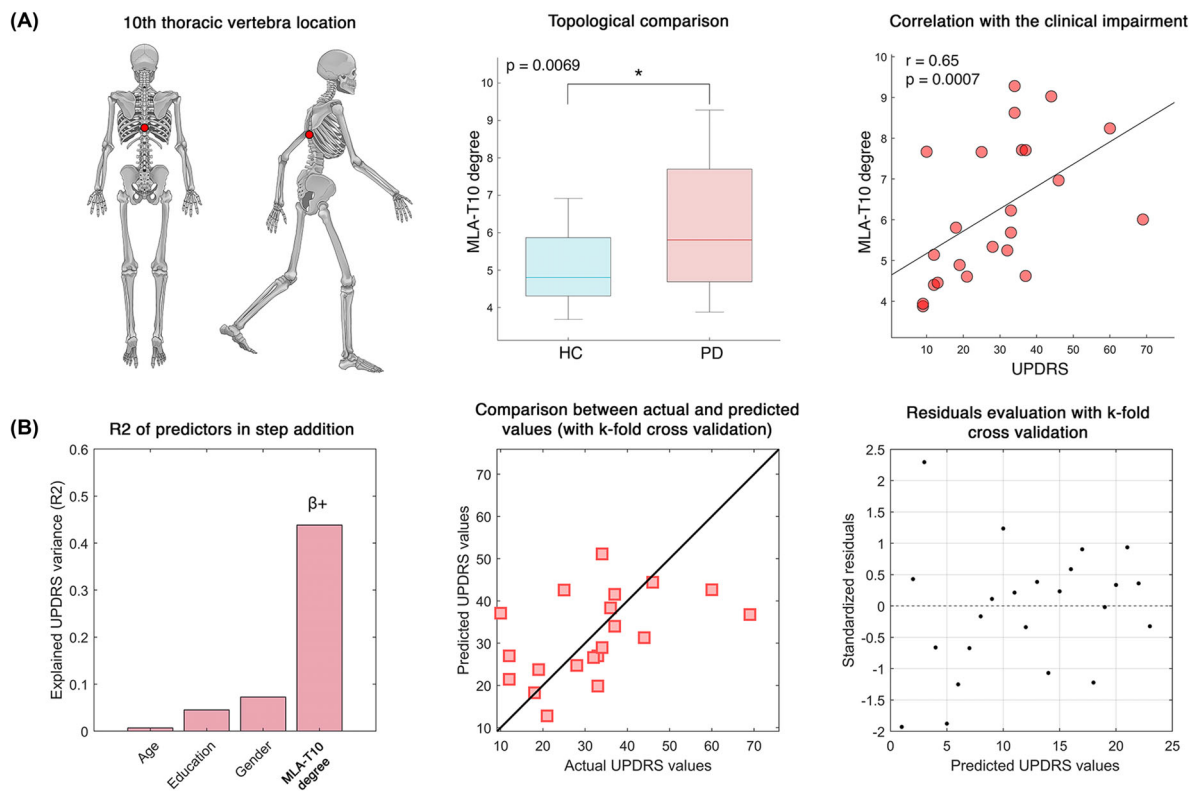 (A)
10th thoracic vertebra location
Topological comparison
p = 0.0069
*
MLA-T10 degree
10
9
8
7
6
5
4
HC
PD
Correlation with the clinical impairment
r = 0.65
p = 0.0007
MLA-T10 degree
10
9
8
7
6
5
4
10 20 30 40 50 60 70
UPDRS
(B)
R2 of predictors in step addition
Explained UPDRS variance (R2)
0.6
0.5
0.4
0.3
0.2
0.1
0
β+
Age
Education
Gender
MLA-T10
degree
Comparison between actual and predicted
values (with k-fold cross validation)
Predicted UPDRS values
70
60
50
40
30
20
10
10 20 30 40 50 60 70
Actual UPDRS values
Residuals evaluation with k-fold
cross validation
Standardized residuals
2.5
2
1.5
1
0.5
0
-0.5
-1
-1.5
-2
0 5 10 15 20 25
Predicted UPDRS values